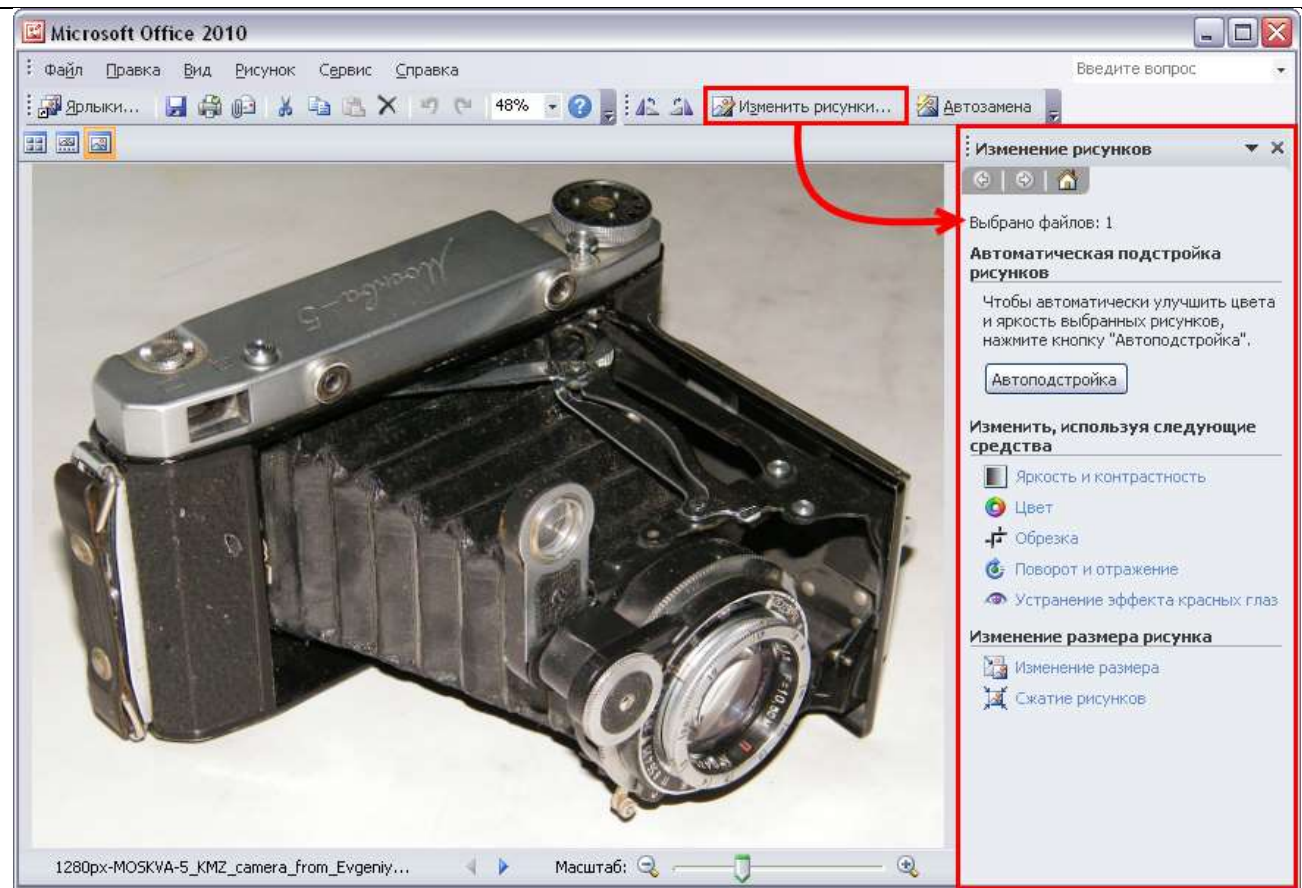 Microsoft Office 2010
Файл Правка Вид Рисунок Сервис Справка Введите вопрос
Ярлыки... 48% Изменить рисунки... Автозамена
Изменение рисунков
Выбрано файлов: 1
Автоматическая подстройка
рисунков
Чтобы автоматически улучшить цвета
и яркость выбранных рисунков,
нажмите кнопку "Автоподстройка".
Автоподстройка
Изменить, используя следующие
средства
Яркость и контрастность
Цвет
Обрезка
Поворот и отражение
Устранение эффекта красных глаз
Изменение размера рисунка
Изменение размера
Сжатие рисунков
Москва-5
1280px-MOSKVA-5_KMZ_camera_from_Evgeniy... Масштаб: